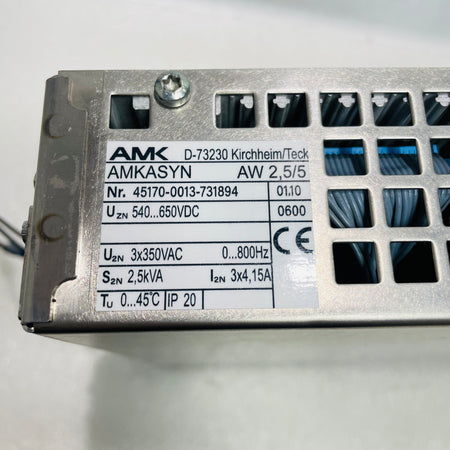 AMK D-73230 Kirchheim/Teck
AMKASYN AW 2,5/5
Nr. 45170-0013-731894 01.10
UZN 540...650VDC 0600
CE
U2N 3x350VAC 0...800Hz
S2N 2,5kVA I2N 3x4,15A
TU 0...45°C IP 20